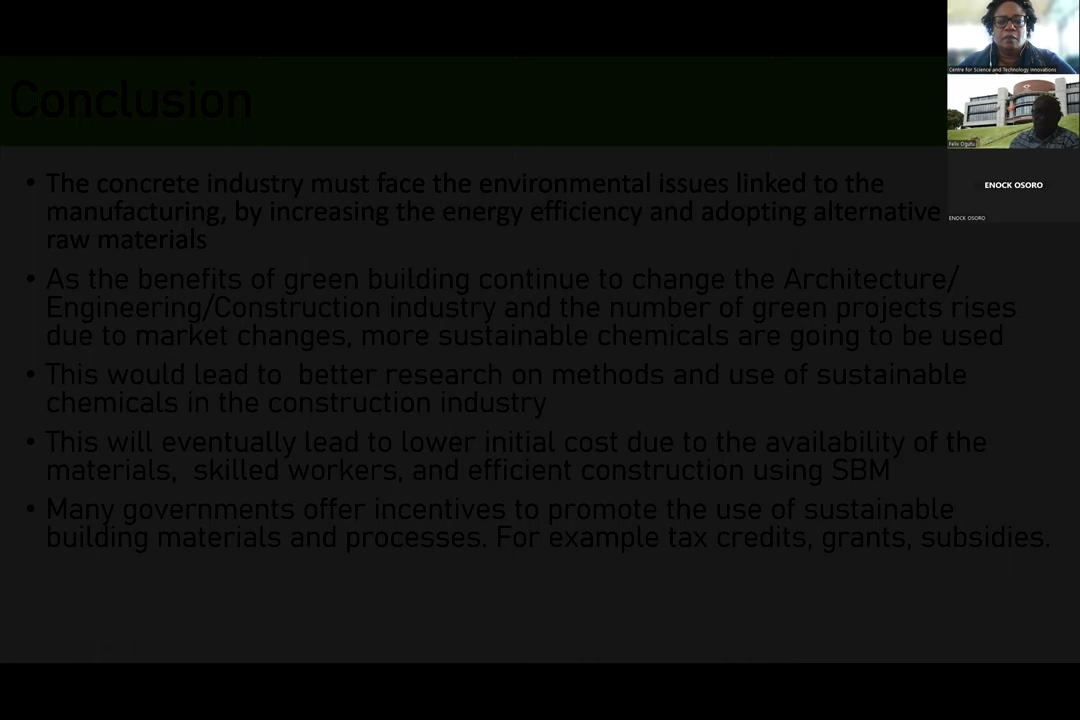 Conclusion
• The concrete industry must face the environmental issues linked to the
manufacturing, by increasing the energy efficiency and adopting alternative
raw materials
• As the benefits of green building continue to change the Architecture/
Engineering/Construction industry and the number of green projects rises
due to market changes, more sustainable chemicals are going to be used
• This would lead to  better research on methods and use of sustainable
chemicals in the construction industry
• This will eventually lead to lower initial cost due to the availability of the
materials,  skilled workers, and efficient construction using SBM
• Many governments offer incentives to promote the use of sustainable
building materials and processes. For example tax credits, grants, subsidies.
Centre for Science and Technology Innovations
Felix Ogutu
ENOCK OSORO
ENOCK OSORO